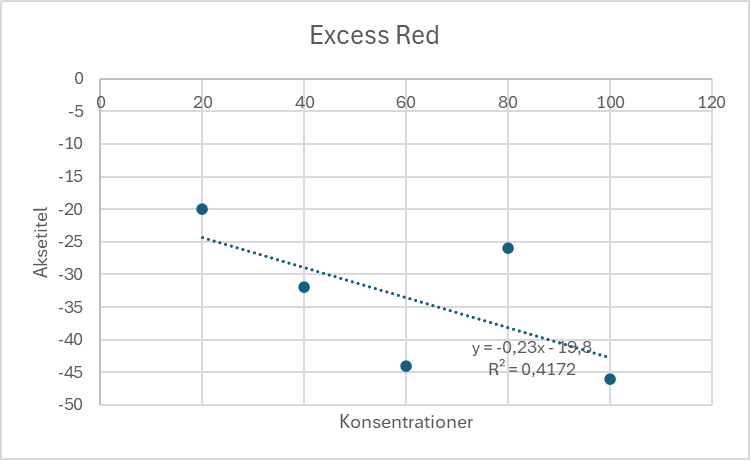 Excess Red
0
0 20 40 60 80 100 120
-5
-10
-15
-20
-25
-30
-35
-40
-45
-50
Aksetitel
y = -0,23x - 19,8
R² = 0,4172
Konsentrationer